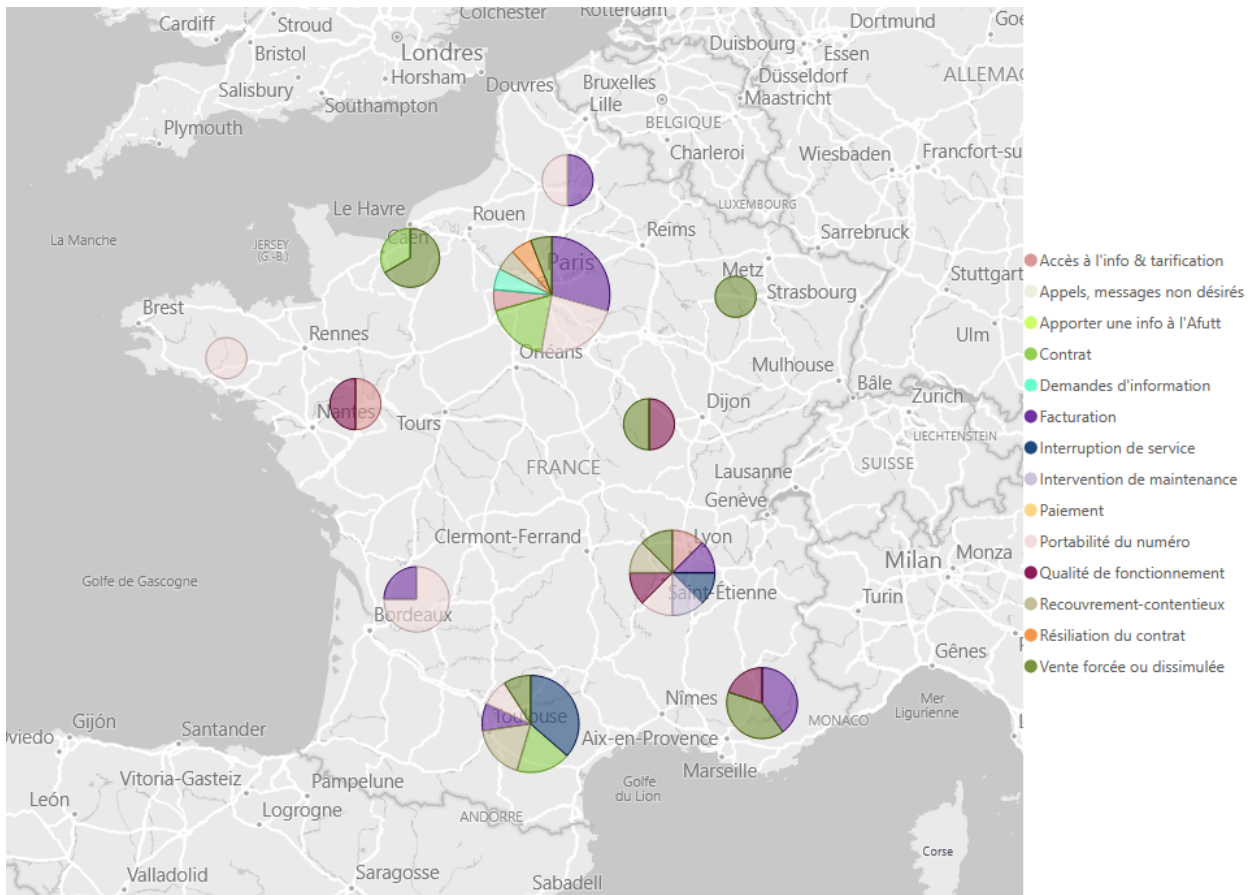 Cardiff
Stroud
Colchester
Rotterdam
Dortmund
Bristol
Londres
Duisbourg
Essen
Salisbury
Horsham
Douvres
Bruxelles
Düsseldorf
ALLEMAG
Southampton
Lille
Maastricht
Plymouth
BELGIQUE
Charleroi
Wiesbaden
Francfort-su
Le Havre
Rouen
LUXEMBOURG
La Manche
JERSEY
(G.-B.)
Caen
Reims
Sarrebruck
Paris
Metz
Stuttgart
Brest
Strasbourg
Rennes
Orléans
Ulm
Mulhouse
Nantes
Tours
Dijon
Bâle
Zurich
LIECHTENSTEIN
FRANCE
Lausanne
SUISSE
Genève
Clermont-Ferrand
Lyon
Milan
Monza
Golfe de Gascogne
Saint-Étienne
Turin
Bordeaux
Gênes
Nîmes
Mer
Ligurienne
Gijón
Santander
Toulouse
Aix-en-Provence
MONACO
Oviedo
Marseille
Vitoria-Gasteiz
Pampelune
Golfe
du Lion
León
Logrogne
ANDORRE
Corse
Valladolid
Saragosse
Sabadell
Accès à l'info & tarification
Appels, messages non désirés
Apporter une info à l'Afutt
Contrat
Demandes d'information
Facturation
Interruption de service
Intervention de maintenance
Paiement
Portabilité du numéro
Qualité de fonctionnement
Recouvrement-contentieux
Résiliation du contrat
Vente forcée ou dissimulée